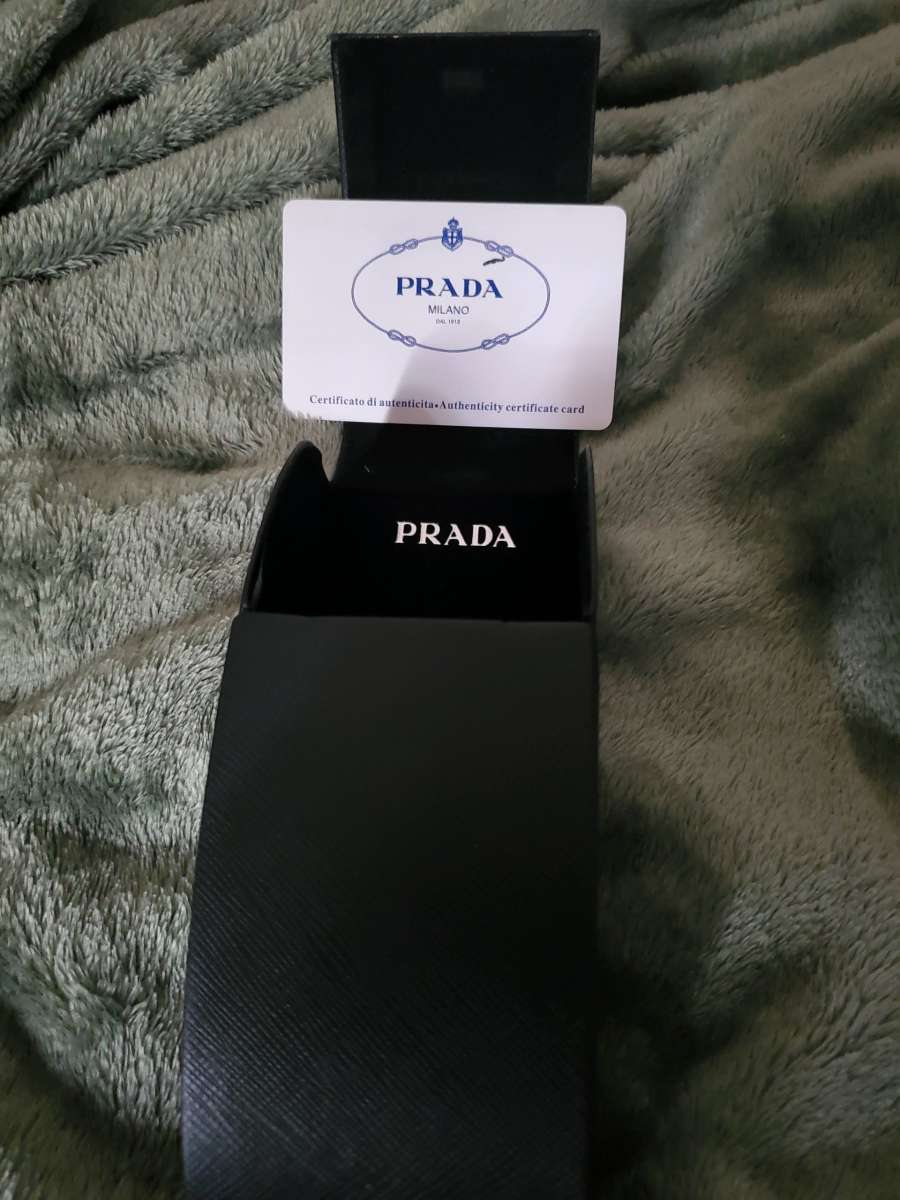 PRADA
MILANO
DAL 1913
Certificato di autenticita•Authenticity certificate card
PRADA